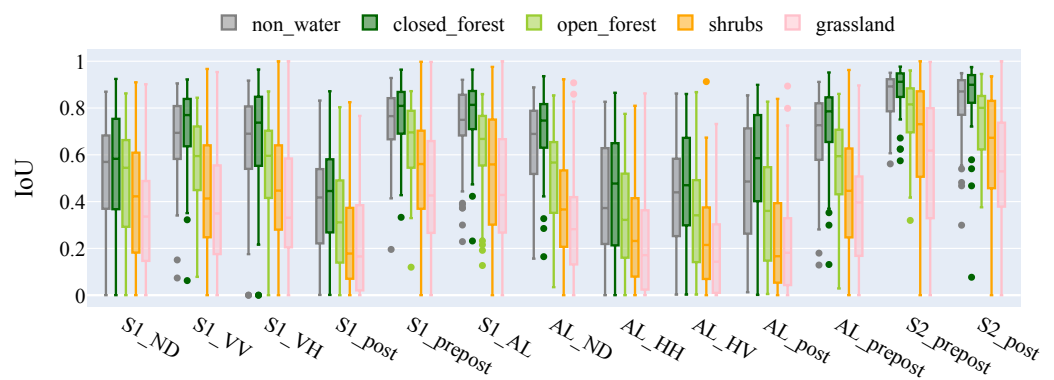 non_water closed_forest open_forest shrubs grassland
1
0.8
0.6
0.4
0.2
0
IoU
S1_ND S1_VV S1_VH S1_post S1_prepost S1_AL AL_ND AL_HH AL_HV AL_post AL_prepost S2_prepost S2_post